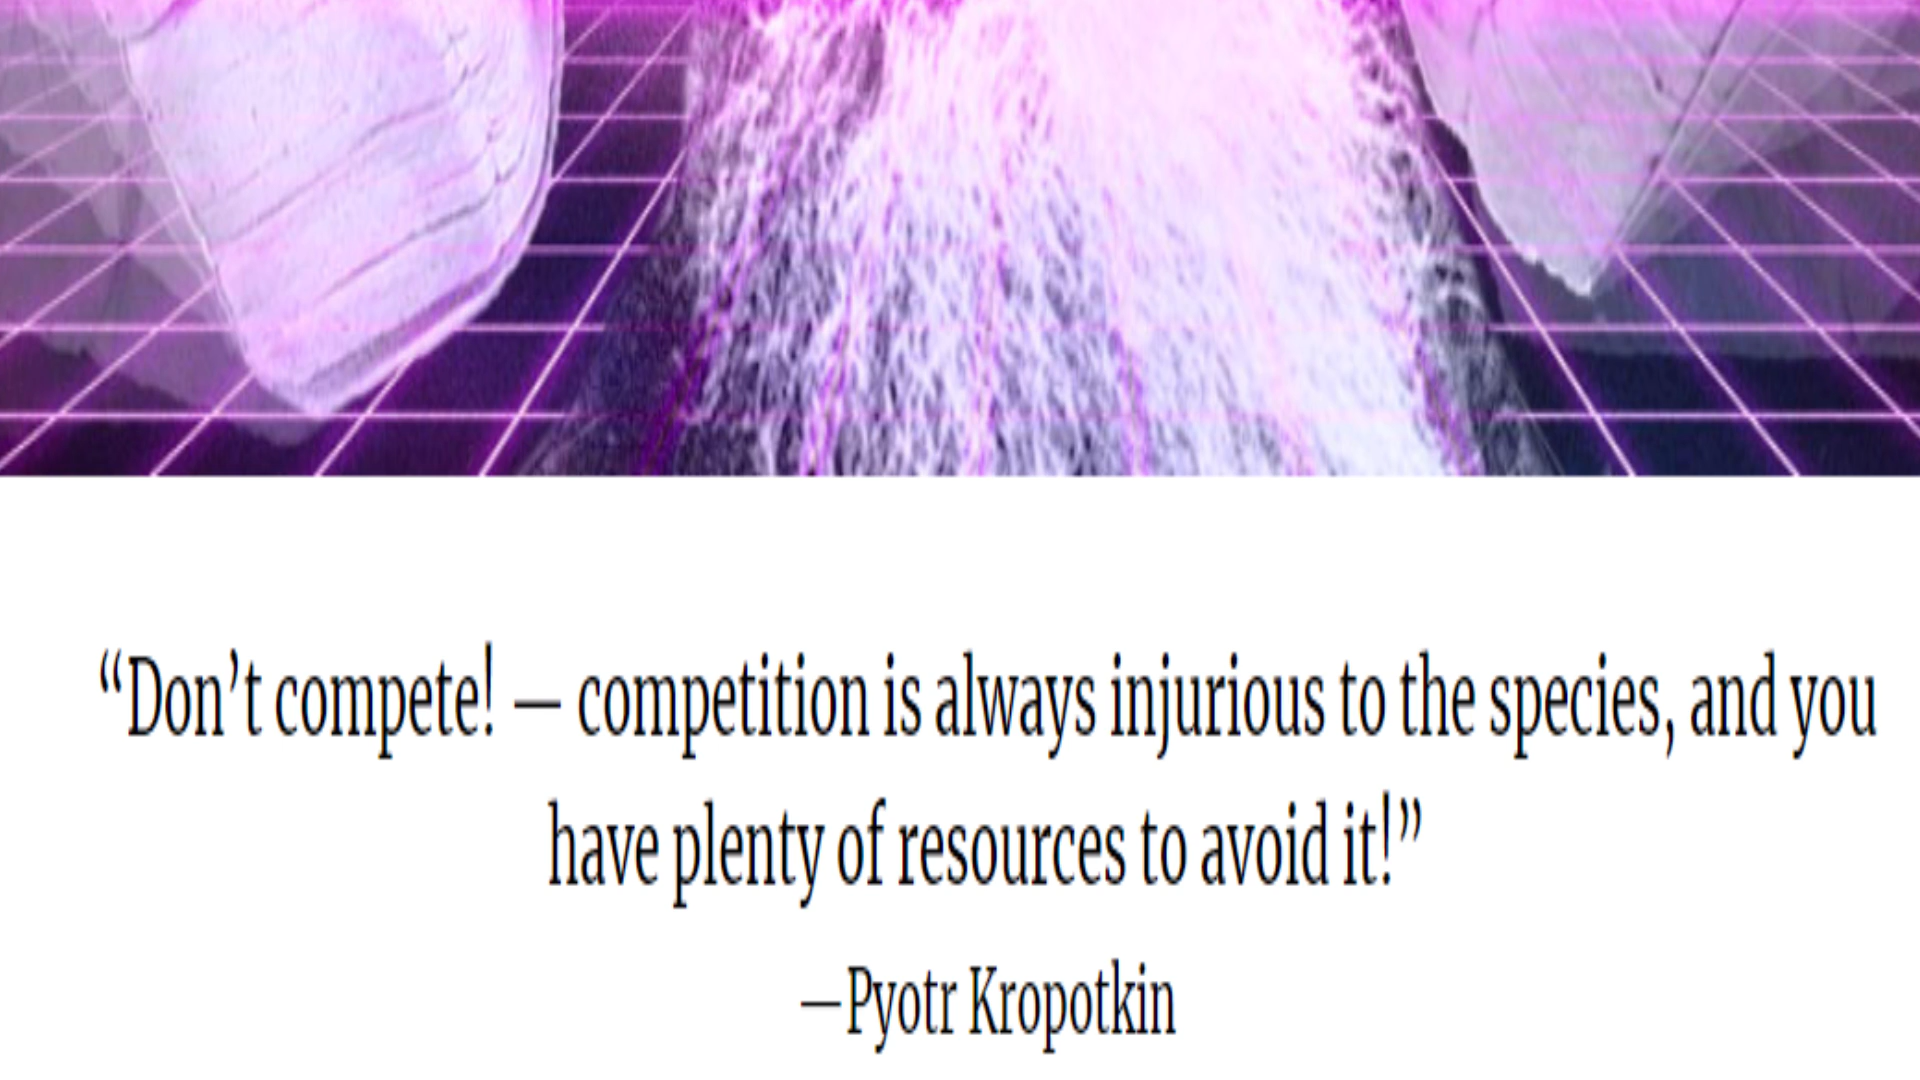 “Don’t compete! — competition is always injurious to the species, and you
have plenty of resources to avoid it!”
—Pyotr Kropotkin